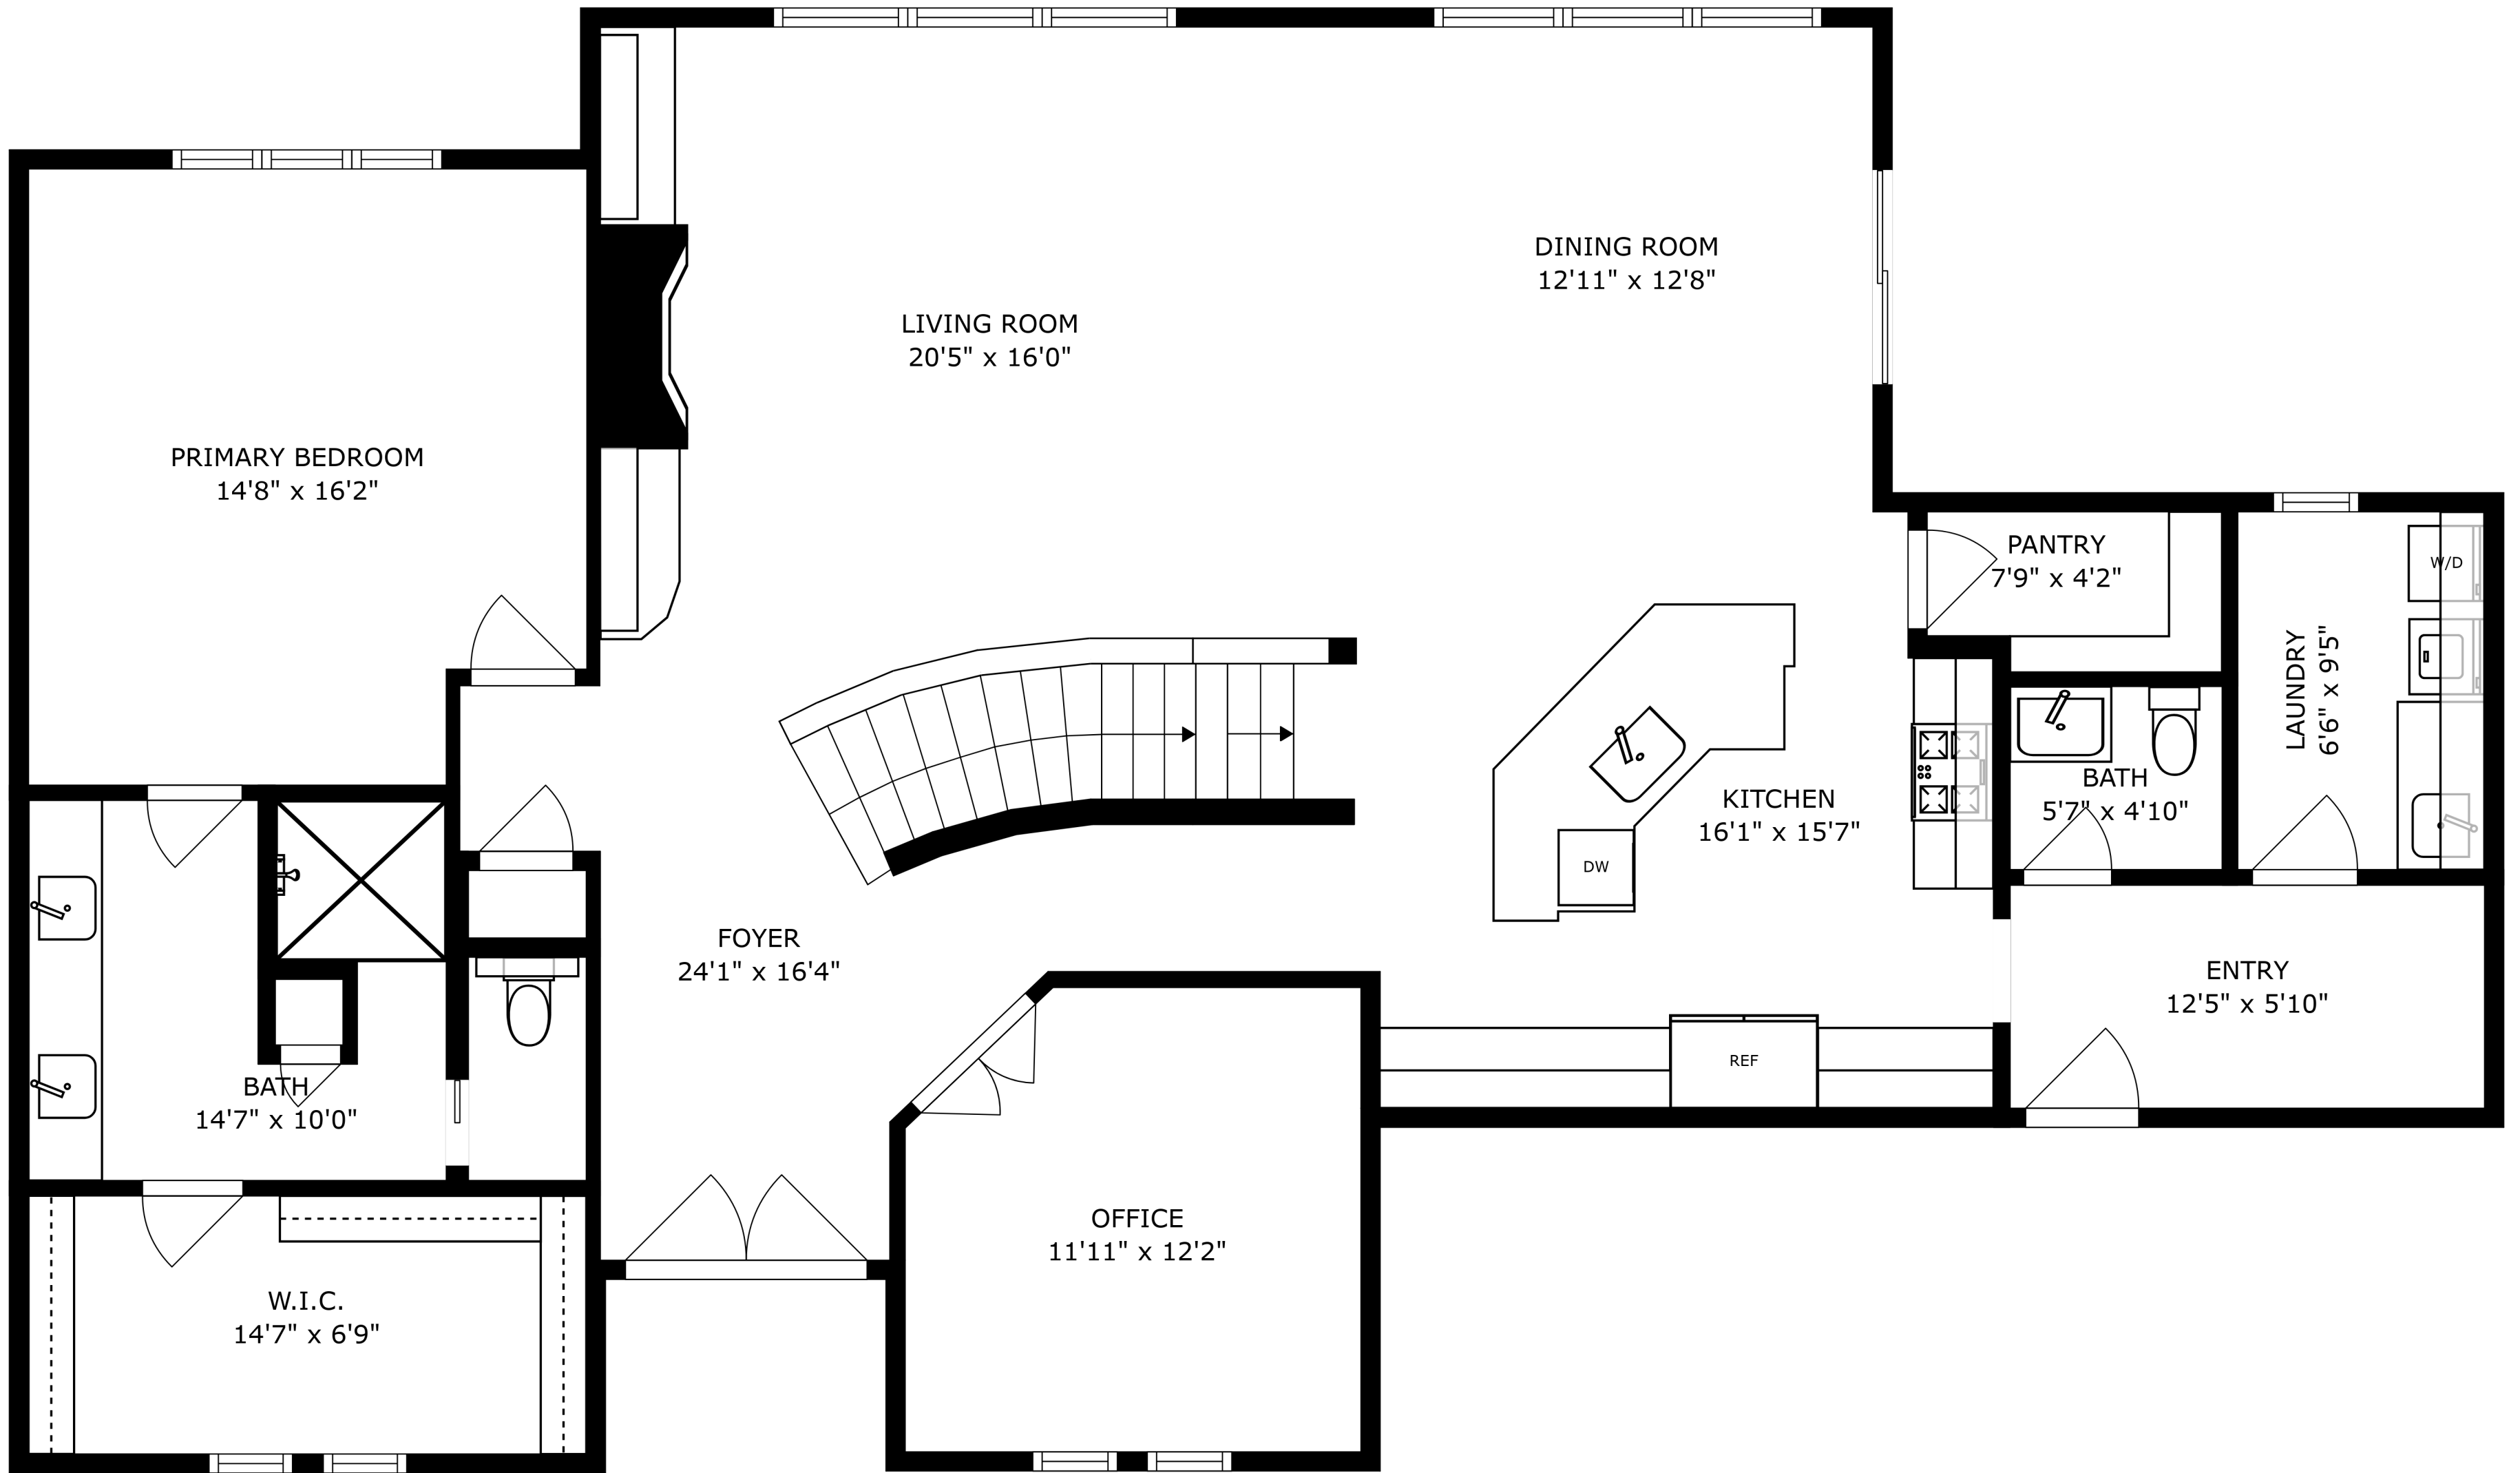 DINING ROOM
12'11" x 12'8"
LIVING ROOM
20'5" x 16'0"
PRIMARY BEDROOM
14'8" x 16'2"
PANTRY
7'9" x 4'2"
W/D
LAUNDRY
6'6" x 9'5"
BATH
5'7" x 4'10"
KITCHEN
16'1" x 15'7"
DW
FOYER
24'1" x 16'4"
ENTRY
12'5" x 5'10"
REF
BATH
14'7" x 10'0"
OFFICE
11'11" x 12'2"
W.I.C.
14'7" x 6'9"